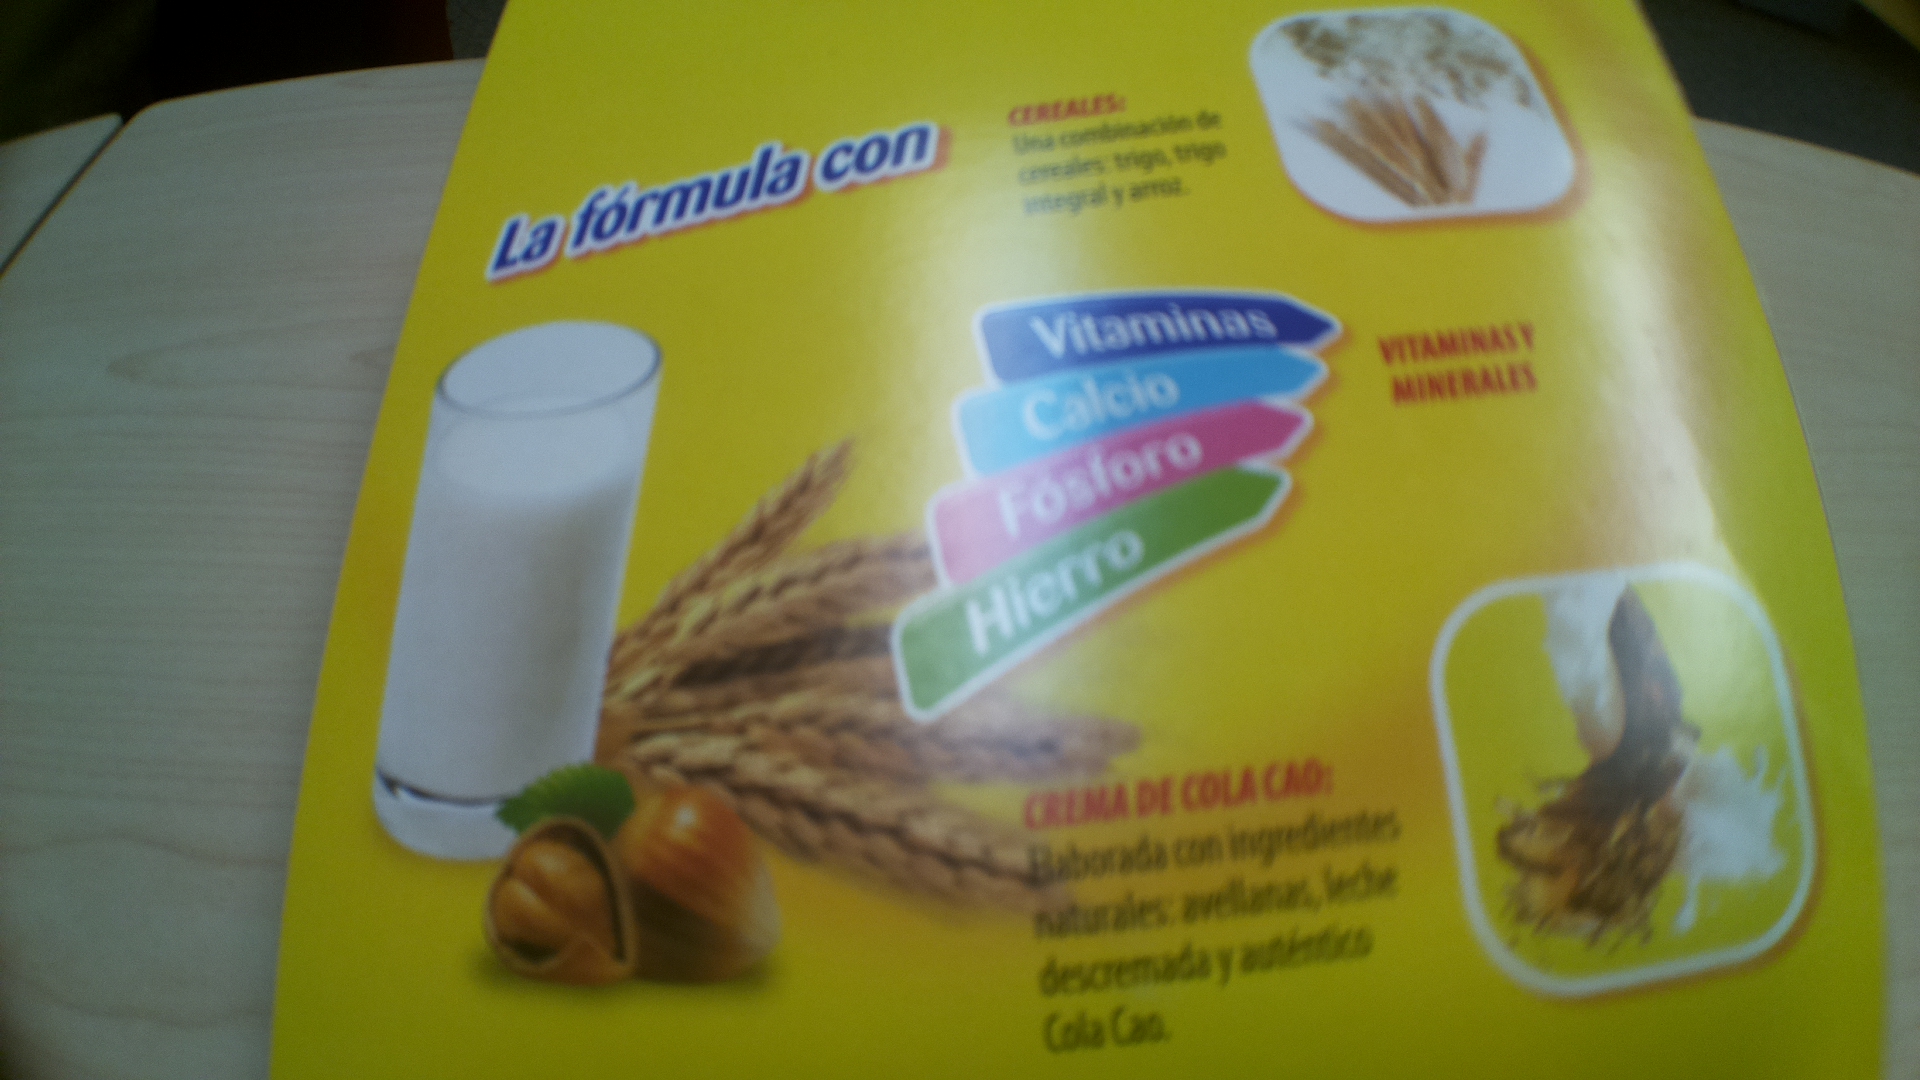 La fórmula con
CEREALES:
Una combinación de
cereales: trigo, trigo
integral y arroz.
Vitaminas
Calcio
Fósforo
Hierro
VITAMINAS Y
MINERALES
CREMA DE COLA CAO:
Elaborada con ingredientes
naturales: avellanas, leche
descremada y auténtico
Cola Cao.